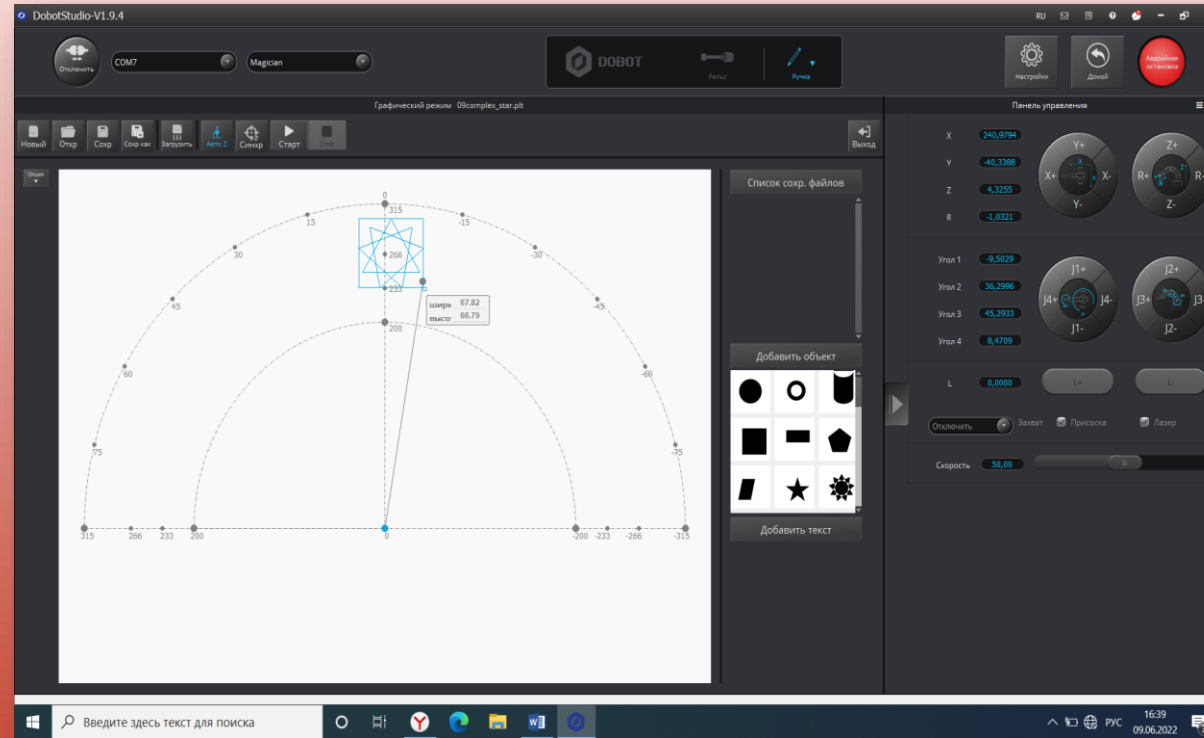 DobotStudio-V1.9.4
RU
Отключить
COM7
Magician
DOBOT
Рельс
Ручка
Настройки
Домой
Аварийная остановка
Графический режим 09complex_star.plt
Панель управления
Новый
Откр
Сохр
Сохр как
Загрузить
Авто Z
Синхр
Старт
Стоп
Выход
Опции
0
315
15
-15
30
-30
266
45
-45
233
шири 67.82
высо 66.79
200
60
-60
75
-75
315 266 233 200 0 -200 -233 -266 -315
Список сохр. файлов
Добавить объект
Добавить текст
X 240,9794
Y -40,3388
Z 4,3255
R -1,0321
Y+
X+ X-
Y-
Z+
R+ R-
Z-
Угол 1 -9,5029
Угол 2 36,2996
Угол 3 45,2933
Угол 4 8,4709
J1+
J4+ J4-
J1-
J2+
J3+ J3-
J2-
L 0,0000 L+ L-
Отключить Захват Присоска Лазер
Скорость 50,00
Введите здесь текст для поиска
РУС
16:39
09.06.2022